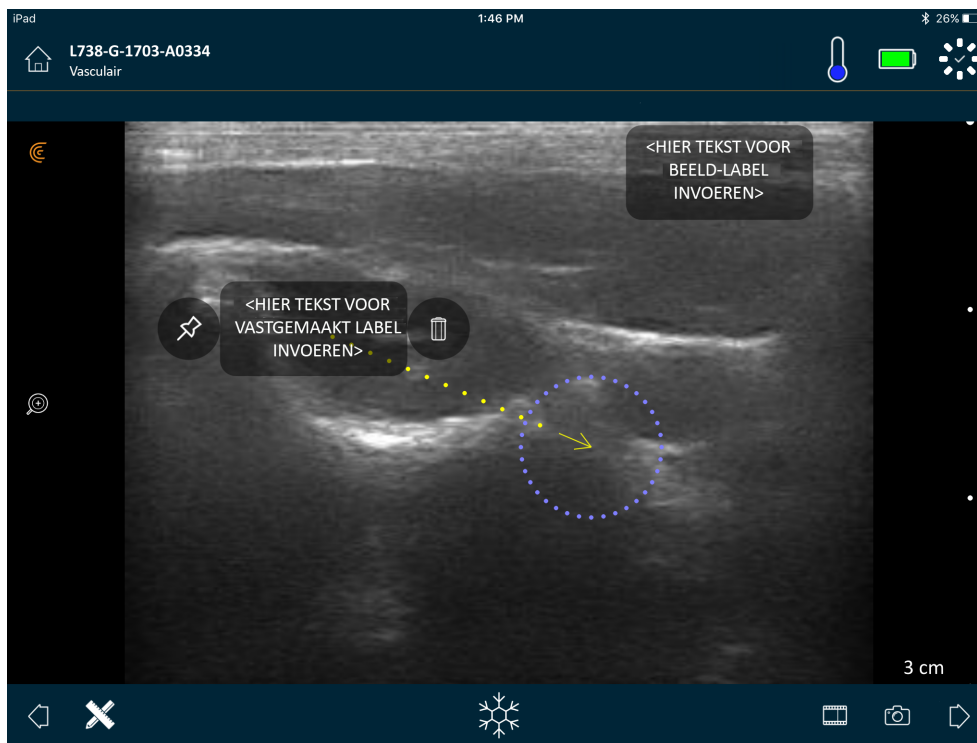 iPad
1:46 PM
26%
L738-G-1703-A0334
Vasculair
<HIER TEKST VOOR
BEELD-LABEL
INVOEREN>
<HIER TEKST VOOR
VASTGEMAAKT LABEL
INVOEREN>
3 cm